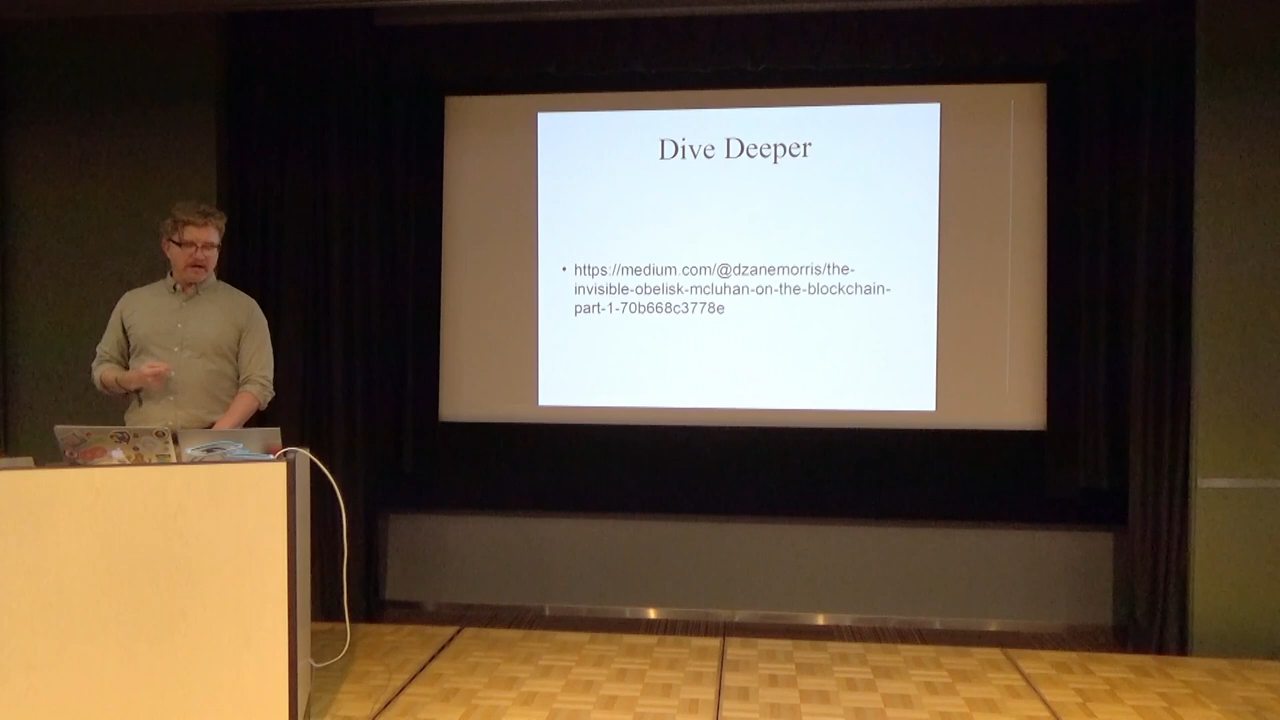 Dive Deeper
• https://medium.com/@dzanemorris/the-
invisible-obelisk-mcluhan-on-the-blockchain-
part-1-70b668c3778e